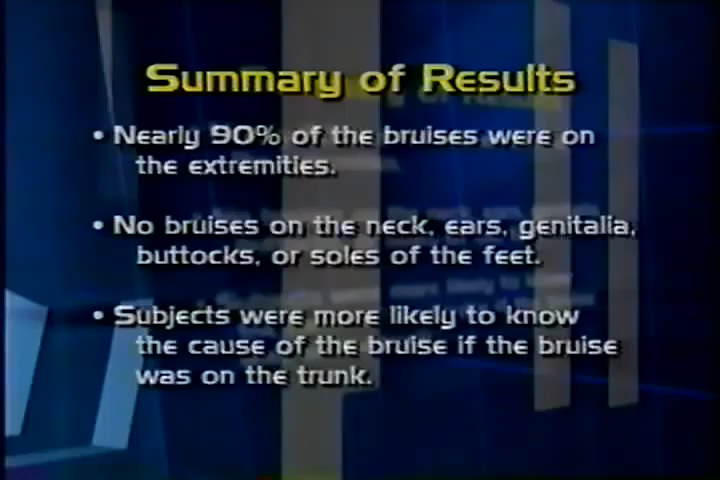 Summary of Results
• Nearly 90% of the bruises were on
the extremities.
• No bruises on the neck, ears, genitalia,
buttocks, or soles of the feet.
• Subjects were more likely to know
the cause of the bruise if the bruise
was on the trunk.